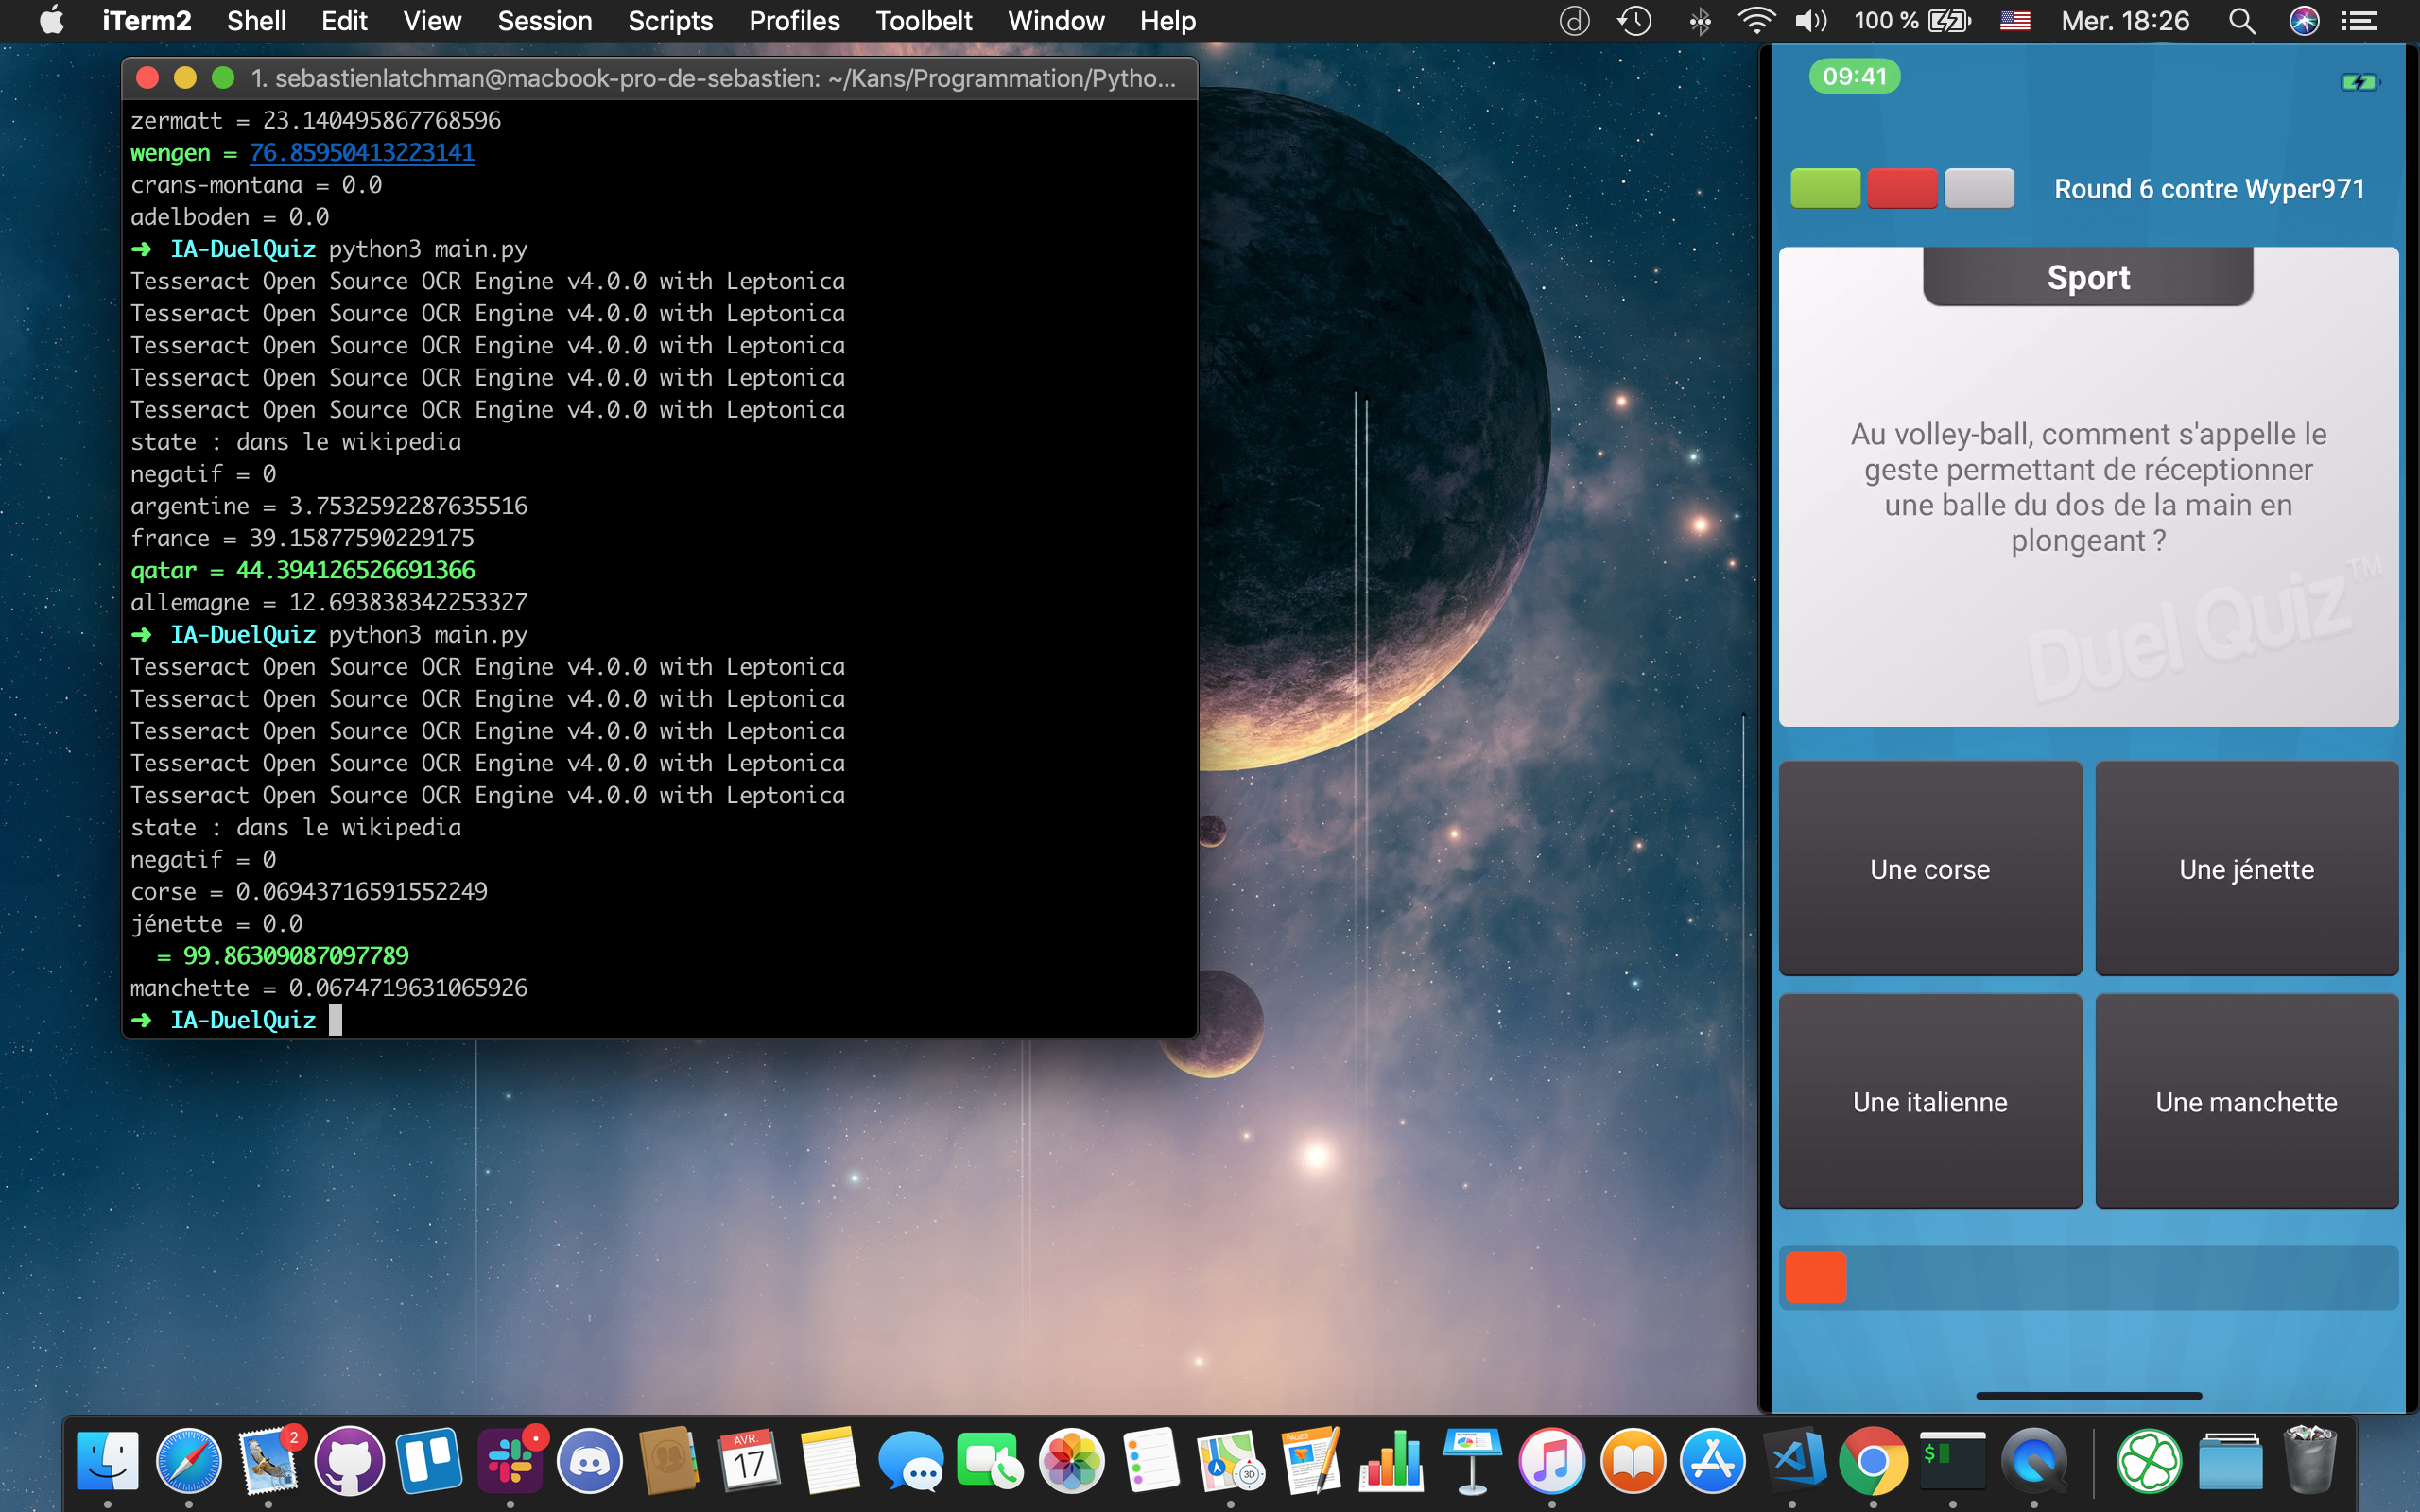 iTerm2 Shell Edit View Session Scripts Profiles Toolbelt Window Help 100 % Mer. 18:26
1. sebastienlatchman@macbook-pro-de-sebastien: ~/Kans/Programmation/Pytho...
zermatt = 23.140495867768596
wengen = 76.85950413223141
crans-montana = 0.0
adelboden = 0.0
➜ IA-DuelQuiz python3 main.py
Tesseract Open Source OCR Engine v4.0.0 with Leptonica
Tesseract Open Source OCR Engine v4.0.0 with Leptonica
Tesseract Open Source OCR Engine v4.0.0 with Leptonica
Tesseract Open Source OCR Engine v4.0.0 with Leptonica
Tesseract Open Source OCR Engine v4.0.0 with Leptonica
state : dans le wikipedia
negatif = 0
argentine = 3.7532592287635516
france = 39.15877590229175
qatar = 44.394126526691366
allemagne = 12.693838342253327
➜ IA-DuelQuiz python3 main.py
Tesseract Open Source OCR Engine v4.0.0 with Leptonica
Tesseract Open Source OCR Engine v4.0.0 with Leptonica
Tesseract Open Source OCR Engine v4.0.0 with Leptonica
Tesseract Open Source OCR Engine v4.0.0 with Leptonica
Tesseract Open Source OCR Engine v4.0.0 with Leptonica
state : dans le wikipedia
negatif = 0
corse = 0.06943716591552249
jénette = 0.0
= 99.86309087097789
manchette = 0.0674719631065926
➜ IA-DuelQuiz
09:41
Round 6 contre Wyper971
Sport
Au volley-ball, comment s'appelle le
geste permettant de réceptionner
une balle du dos de la main en
plongeant ?
Duel Quiz™
Une corse
Une jénette
Une italienne
Une manchette
2
AVR.
17
PAGES
3D
$